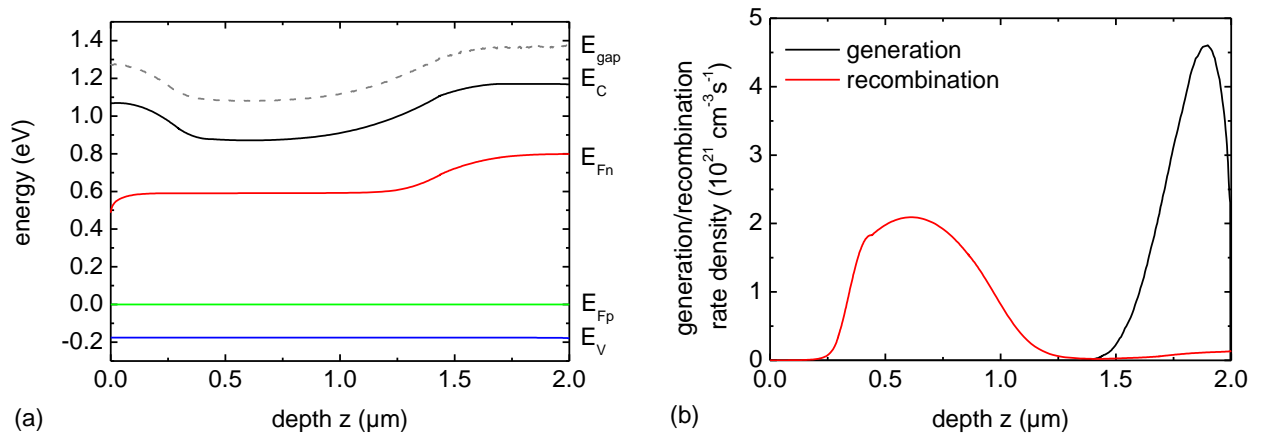 1.4
1.2
1.0
0.8
0.6
0.4
0.2
0.0
-0.2
energy (eV)
E_gap
E_C
E_Fn
E_Fp
E_V
0.0 0.5 1.0 1.5 2.0
depth z (µm)
(a)
5
4
3
2
1
0
generation/recombination
rate density (10²¹ cm⁻³s⁻¹)
generation
recombination
0.0 0.5 1.0 1.5 2.0
depth z (µm)
(b)